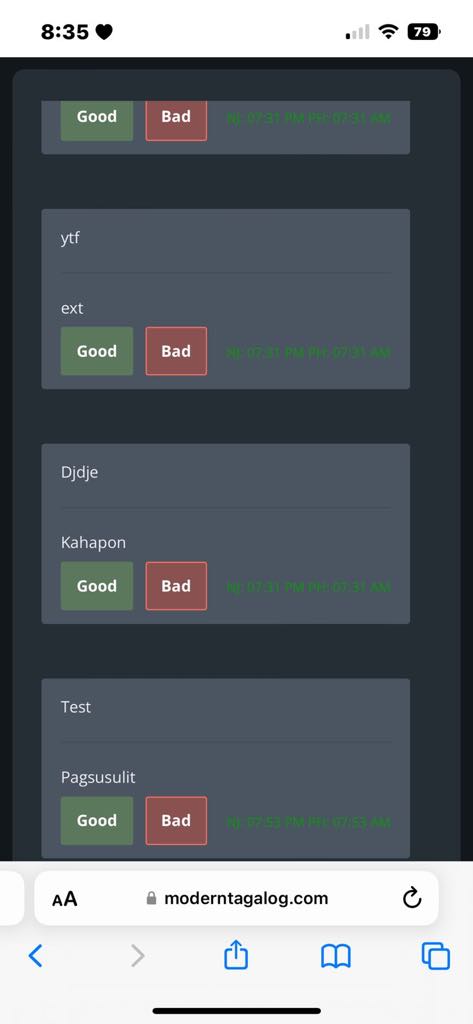 8:35
79
Good Bad NJ: 07:31 PM PH: 07:31 AM
ytf
ext
Good Bad NJ: 07:31 PM PH: 07:31 AM
Djdje
Kahapon
Good Bad NJ: 07:31 PM PH: 07:31 AM
Test
Pagsusulit
Good Bad NJ: 07:53 PM PH: 07:53 AM
AA moderntagalog.com